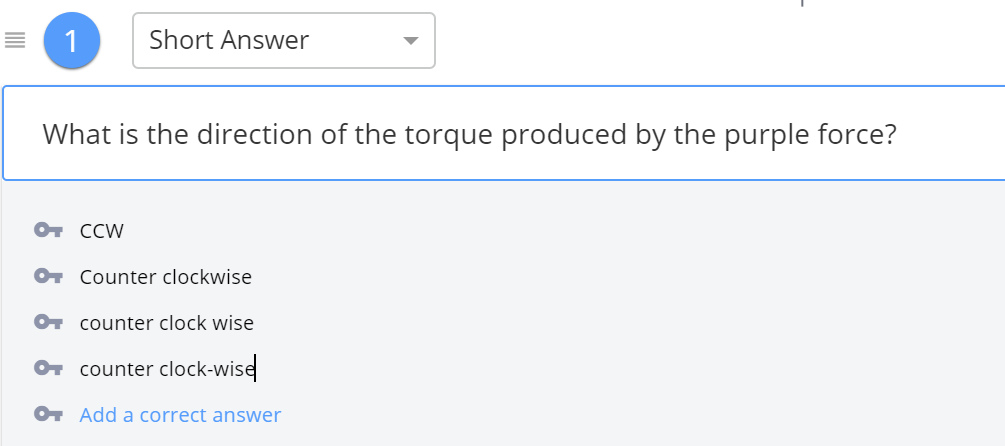 1 Short Answer
What is the direction of the torque produced by the purple force?
CCW
Counter clockwise
counter clock wise
counter clock-wise
Add a correct answer